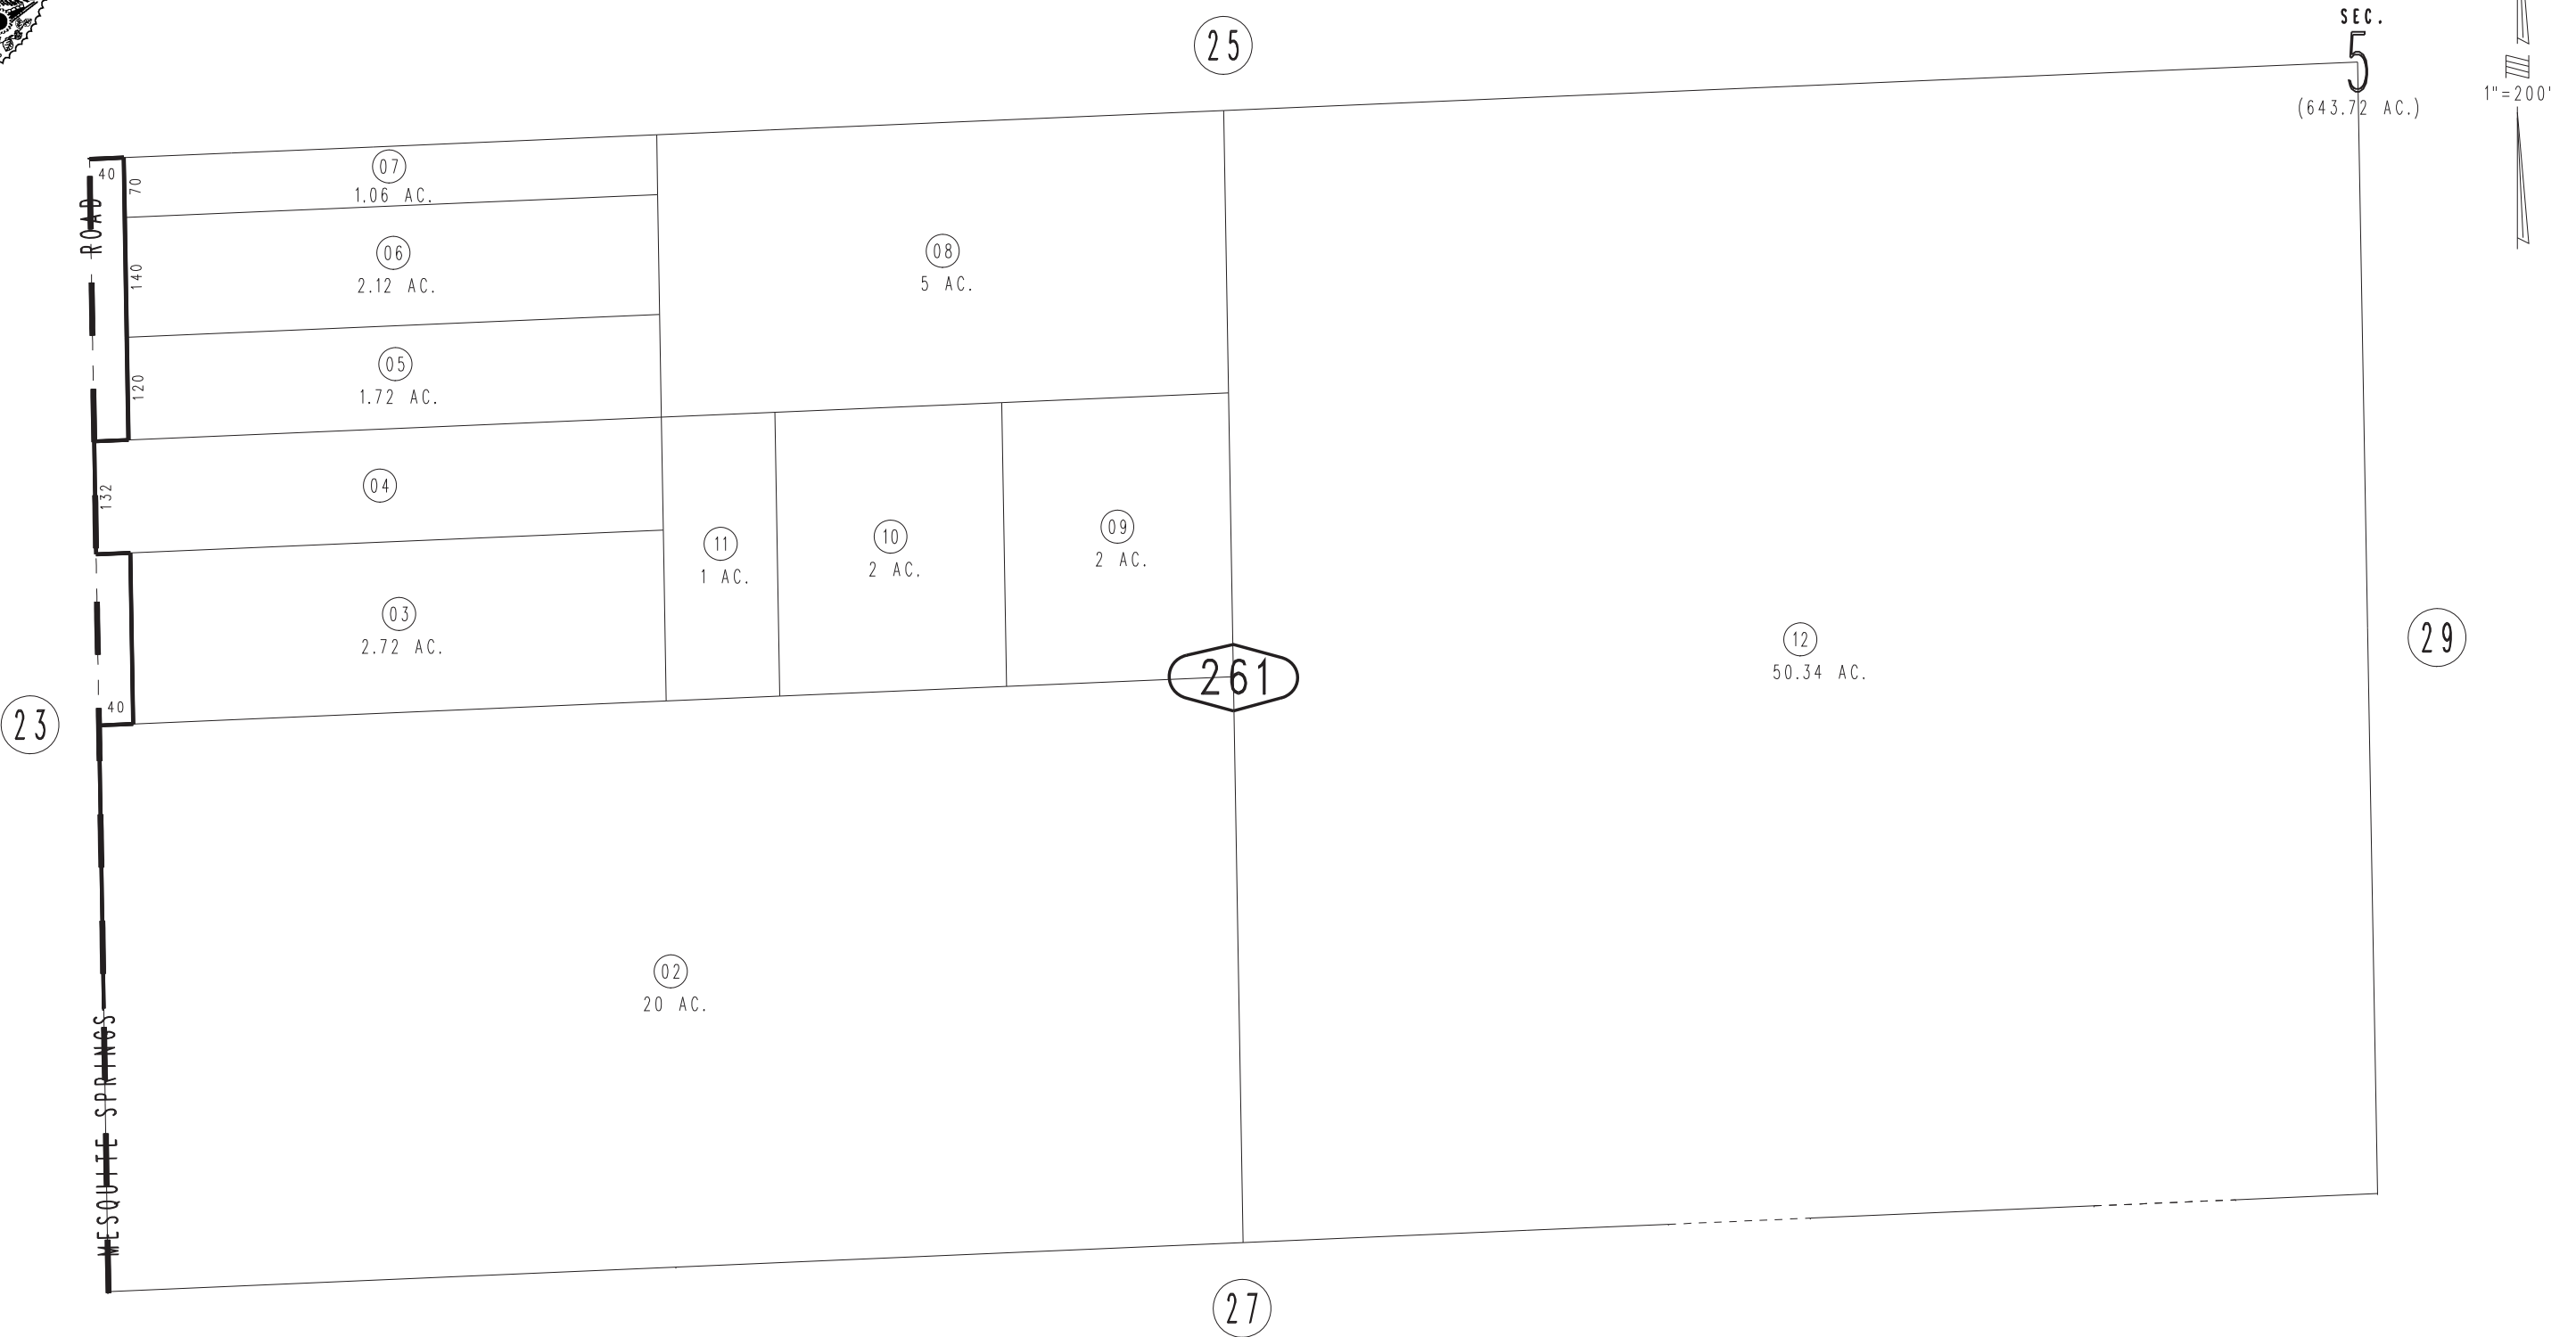 SEC.
5
(643.72 AC.)
1"=200'
25
40
70
07
1.06 AC.
ROAD
140
06
2.12 AC.
08
5 AC.
120
05
1.72 AC.
132
04
11
1 AC.
10
2 AC.
09
2 AC.
03
2.72 AC.
40
261
12
50.34 AC.
29
23
02
20 AC.
MESQUITE SPRINGS
27